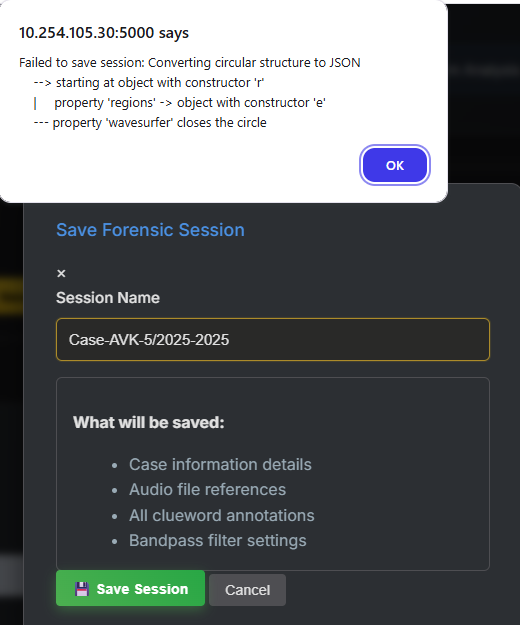 10.254.105.30:5000 says
Failed to save session: Converting circular structure to JSON
--> starting at object with constructor 'r'
|     property 'regions' -> object with constructor 'e'
--- property 'wavesurfer' closes the circle
OK
Save Forensic Session
×
Session Name
Case-AVK-5/2025-2025
What will be saved:
• Case information details
• Audio file references
• All clueword annotations
• Bandpass filter settings
💾 Save Session
Cancel